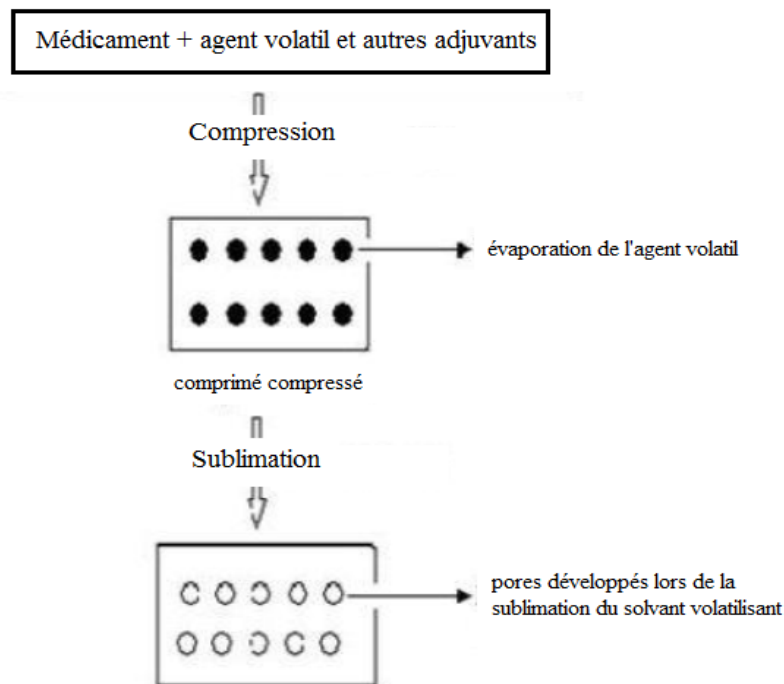 Médicament + agent volatil et autres adjuvants
Compression
évaporation de l'agent volatil
comprimé compressé
Sublimation
pores développés lors de la
sublimation du solvant volatilisant